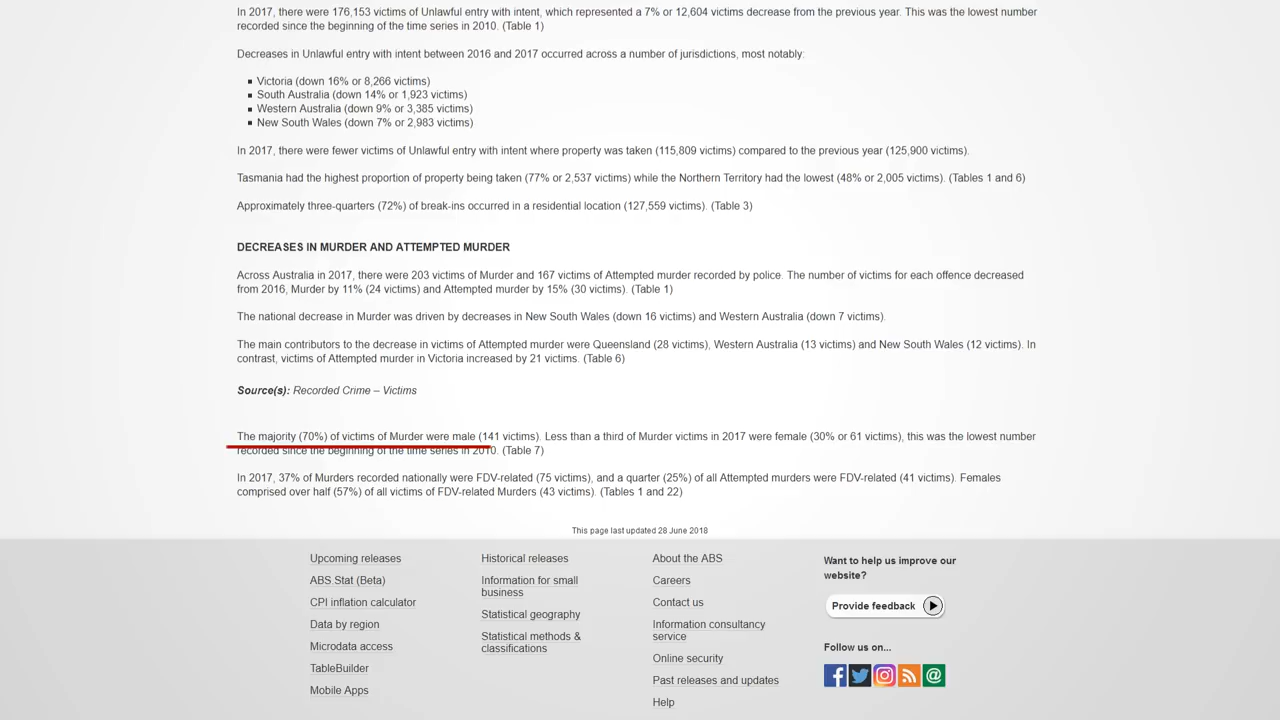 In 2017, there were 176,153 victims of Unlawful entry with intent, which represented a 7% or 12,604 victims decrease from the previous year. This was the lowest number
recorded since the beginning of the time series in 2010. (Table 1)
Decreases in Unlawful entry with intent between 2016 and 2017 occurred across a number of jurisdictions, most notably:
Victoria (down 16% or 8,266 victims)
South Australia (down 14% or 1,923 victims)
Western Australia (down 9% or 3,385 victims)
New South Wales (down 7% or 2,983 victims)
In 2017, there were fewer victims of Unlawful entry with intent where property was taken (115,809 victims) compared to the previous year (125,900 victims).
Tasmania had the highest proportion of property being taken (77% or 2,537 victims) while the Northern Territory had the lowest (48% or 2,005 victims). (Tables 1 and 6)
Approximately three-quarters (72%) of break-ins occurred in a residential location (127,559 victims). (Table 3)
DECREASES IN MURDER AND ATTEMPTED MURDER
Across Australia in 2017, there were 203 victims of Murder and 167 victims of Attempted murder recorded by police. The number of victims for each offence decreased
from 2016, Murder by 11% (24 victims) and Attempted murder by 15% (30 victims). (Table 1)
The national decrease in Murder was driven by decreases in New South Wales (down 16 victims) and Western Australia (down 7 victims).
The main contributors to the decrease in victims of Attempted murder were Queensland (28 victims), Western Australia (13 victims) and New South Wales (12 victims). In
contrast, victims of Attempted murder in Victoria increased by 21 victims. (Table 6)
Source(s): Recorded Crime – Victims
The majority (70%) of victims of Murder were male (141 victims). Less than a third of Murder victims in 2017 were female (30% or 61 victims), this was the lowest number
recorded since the beginning of the time series in 2010. (Table 7)
In 2017, 37% of Murders recorded nationally were FDV-related (75 victims), and a quarter (25%) of all Attempted murders were FDV-related (41 victims). Females
comprised over half (57%) of all victims of FDV-related Murders (43 victims). (Tables 1 and 22)
This page last updated 28 June 2018
Upcoming releases
ABS.Stat (Beta)
CPI inflation calculator
Data by region
Microdata access
TableBuilder
Mobile Apps
Historical releases
Information for small
business
Statistical geography
Statistical methods &
classifications
About the ABS
Careers
Contact us
Information consultancy
service
Online security
Past releases and updates
Help
Want to help us improve our
website?
Provide feedback
Follow us on...